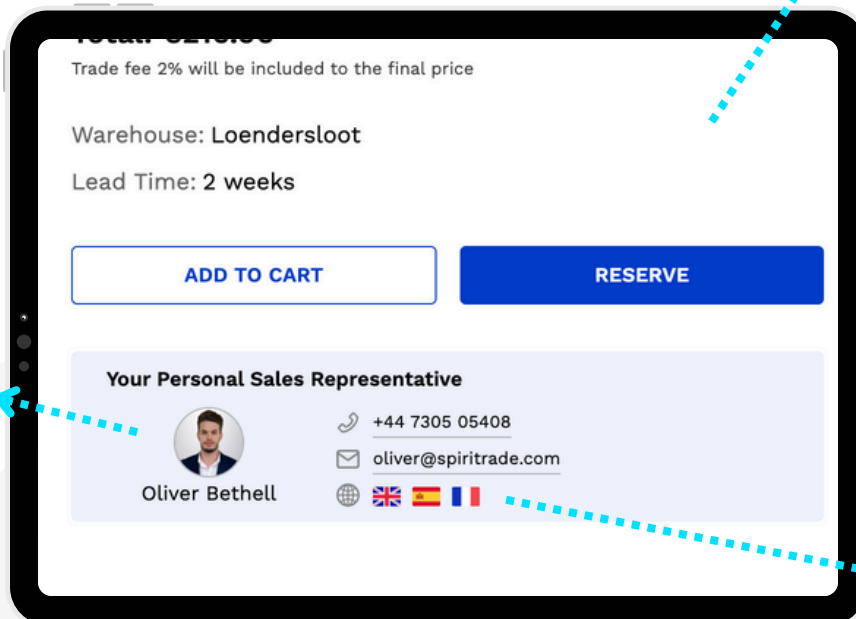 Trade fee 2% will be included to the final price
Warehouse: Loendersloot
Lead Time: 2 weeks
ADD TO CART
RESERVE
Your Personal Sales Representative
+44 7305 05408
oliver@spiritrade.com
Oliver Bethell